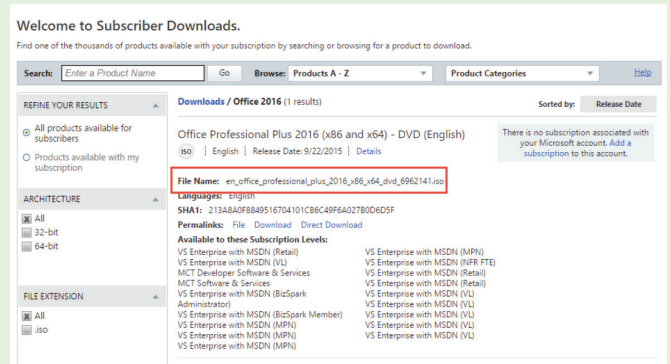 Welcome to Subscriber Downloads.
Find one of the thousands of products available with your subscription by searching or browsing for a product to download.
Search: Enter a Product Name Go Browse: Products A - Z Product Categories Help
REFINE YOUR RESULTS
All products available for
subscribers
Products available with my
subscription
ARCHITECTURE
All
32-bit
64-bit
FILE EXTENSION
All
.iso
Downloads / Office 2016 (1 results)
Sorted by: Release Date
Office Professional Plus 2016 (x86 and x64) - DVD (English)
ISO | English | Release Date: 9/22/2015 | Details
There is no subscription associated with
your Microsoft account. Add a
subscription to this account.
File Name: en_office_professional_plus_2016_x86_x64_dvd_6962141.iso
Languages: English
SHA1: 213A8A0F8849516704101CB6C49F6A027B0D6D5F
Permalinks: File Download Direct Download
Available to these Subscription Levels:
VS Enterprise with MSDN (Retail)
VS Enterprise with MSDN (VL)
MCT Developer Software & Services
MCT Software & Services
VS Enterprise with MSDN (BizSpark
Administrator)
VS Enterprise with MSDN (BizSpark Member)
VS Enterprise with MSDN (MPN)
VS Enterprise with MSDN (MPN)
VS Enterprise with MSDN (MPN)
VS Enterprise with MSDN (MPN)
VS Enterprise with MSDN (NFR FTE)
VS Enterprise with MSDN (Retail)
VS Enterprise with MSDN (Retail)
VS Enterprise with MSDN (VL)
VS Enterprise with MSDN (VL)
VS Enterprise with MSDN (VL)
VS Enterprise with MSDN (VL)